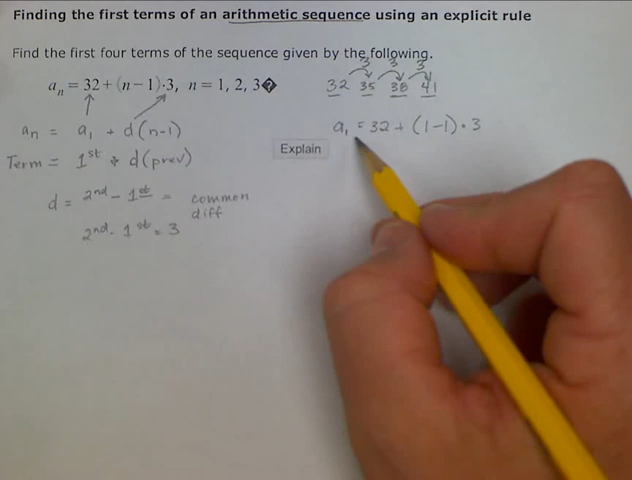 Finding the first terms of an arithmetic sequence using an explicit rule
Find the first four terms of the sequence given by the following.
aₙ = 32 + (n − 1)·3, n = 1, 2, 3�
3 3 3
32 35 38 41
aₙ = a₁ + d(n-1)
a₁ = 32 + (1-1) • 3
Explain
Term = 1st + d(prev)
d = 2nd - 1st = common diff
2nd - 1st = 3